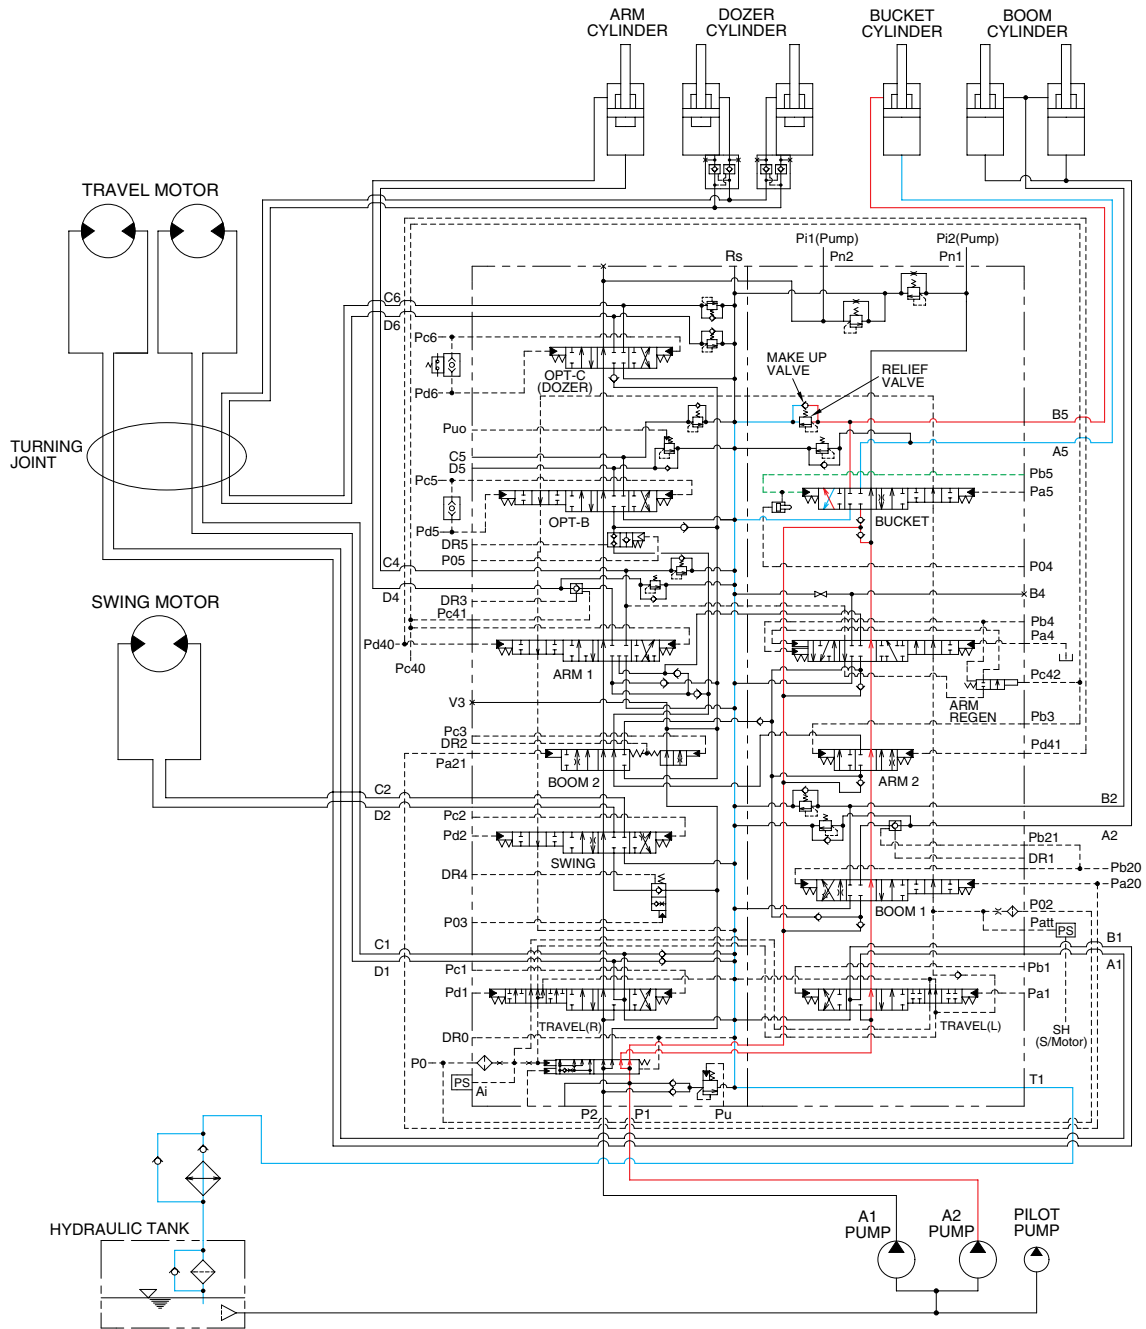 ARM
CYLINDER
DOZER
CYLINDER
BUCKET
CYLINDER
BOOM
CYLINDER
TRAVEL MOTOR
TURNING
JOINT
SWING MOTOR
Pi1(Pump)
Pn2
Pi2(Pump)
Pn1
Rs
C6
D6
Pc6
Pd6
OPT-C
(DOZER)
MAKE UP
VALVE
RELIEF
VALVE
Puo
C5
D5
Pc5
Pd5
OPT-B
DR5
P05
B5
A5
Pb5
Pa5
BUCKET
P04
C4
D4
DR3
Pc41
Pd40
Pc40
ARM 1
B4
Pb4
Pa4
Pc42
ARM
REGEN
V3
Pc3
DR2
Pa21
BOOM 2
Pb3
Pd41
ARM 2
C2
D2
Pc2
Pd2
SWING
DR4
P03
B2
A2
Pb21
DR1
Pb20
Pa20
BOOM 1
P02
Patt
PS
C1
D1
Pc1
Pd1
TRAVEL(R)
DR0
P0
PS
Ai
B1
A1
Pb1
Pa1
TRAVEL(L)
SH
(S/Motor)
T1
P2
P1
Pu
HYDRAULIC TANK
A1
PUMP
A2
PUMP
PILOT
PUMP